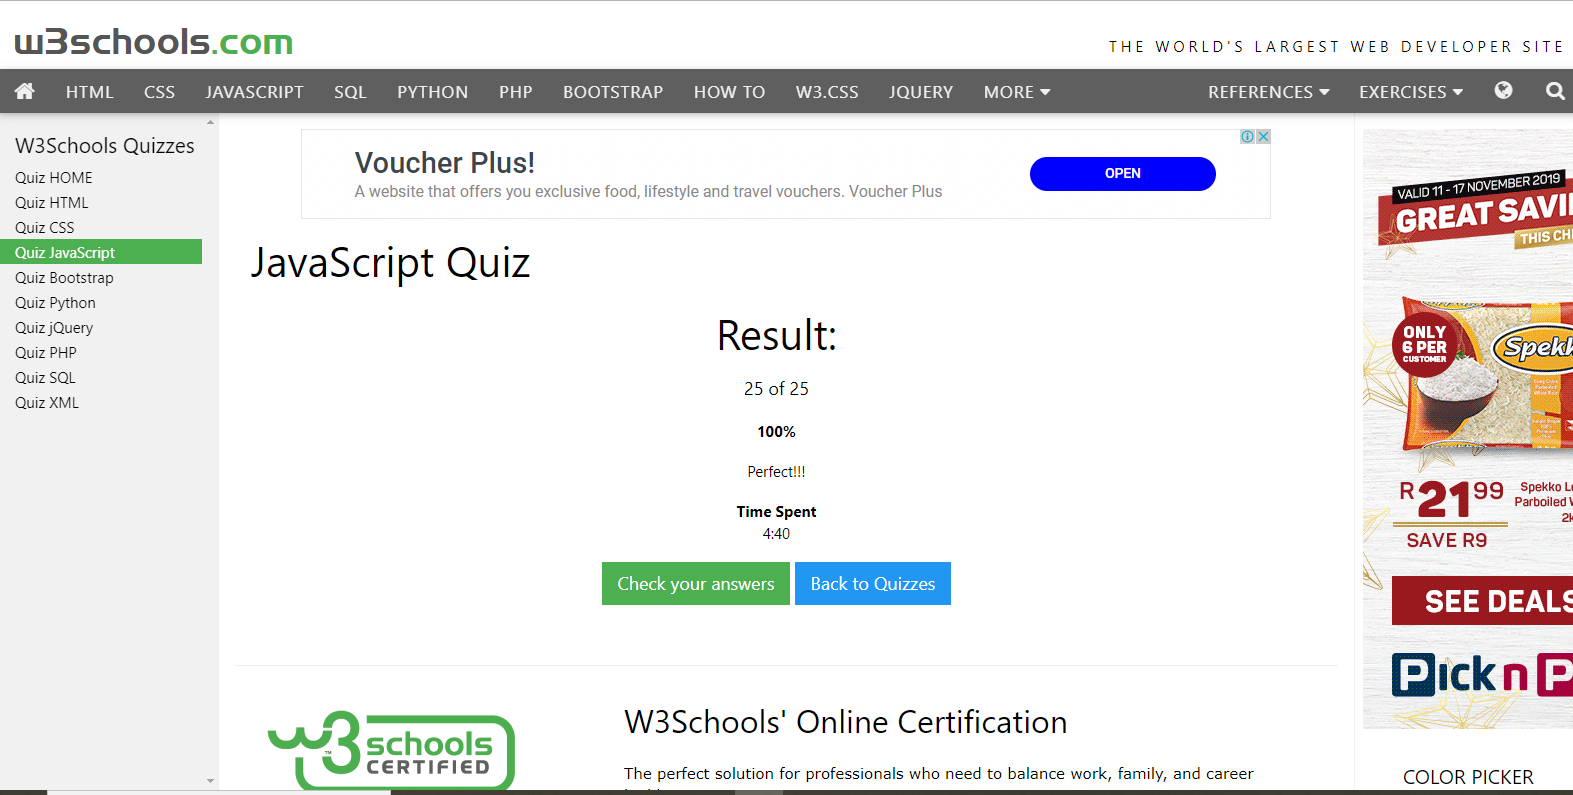 w3schools.com
THE WORLD'S LARGEST WEB DEVELOPER SITE
HTML CSS JAVASCRIPT SQL PYTHON PHP BOOTSTRAP HOW TO W3.CSS JQUERY MORE REFERENCES EXERCISES
W3Schools Quizzes
Quiz HOME
Quiz HTML
Quiz CSS
Quiz JavaScript
Quiz Bootstrap
Quiz Python
Quiz jQuery
Quiz PHP
Quiz SQL
Quiz XML
Voucher Plus!
A website that offers you exclusive food, lifestyle and travel vouchers. Voucher Plus
OPEN
JavaScript Quiz
Result:
25 of 25
100%
Perfect!!!
Time Spent
4:40
Check your answers Back to Quizzes
w3schools
CERTIFIED
TM
W3Schools' Online Certification
The perfect solution for professionals who need to balance work, family, and career
VALID 11 - 17 NOVEMBER 2019
GREAT SAVI
THIS CH
ONLY
6 PER
CUSTOMER
Spekk
R2199
SAVE R9
Spekko L
Parboiled
2k
SEE DEALS
Pick n P
COLOR PICKER